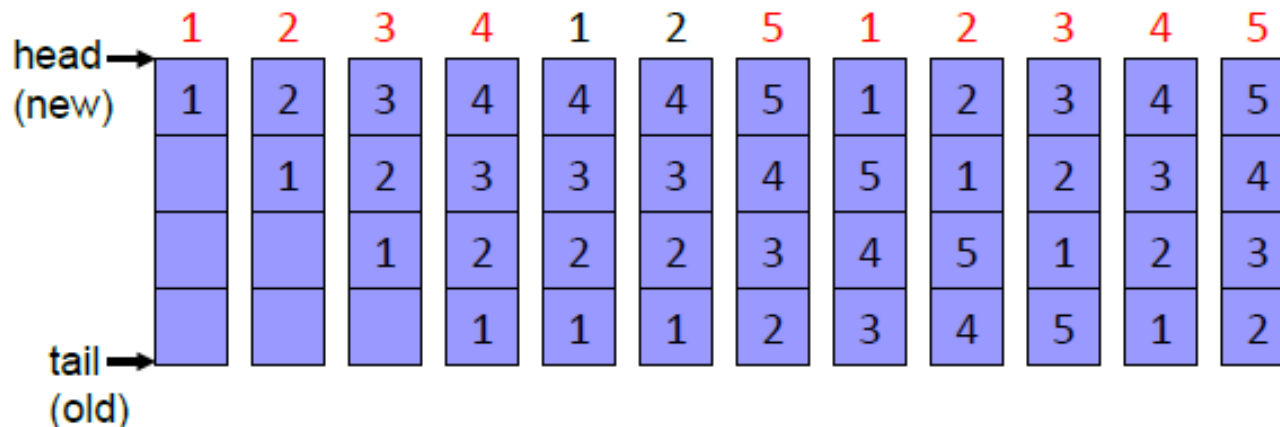 1 2 3 4 1 2 5 1 2 3 4 5
head
(new)
1 2 3 4 4 4 5 1 2 3 4 5
1 2 3 3 3 4 5 1 2 3 4
1 2 2 2 3 4 5 1 2 3
1 1 1 2 3 4 5 1 2
tail
(old)